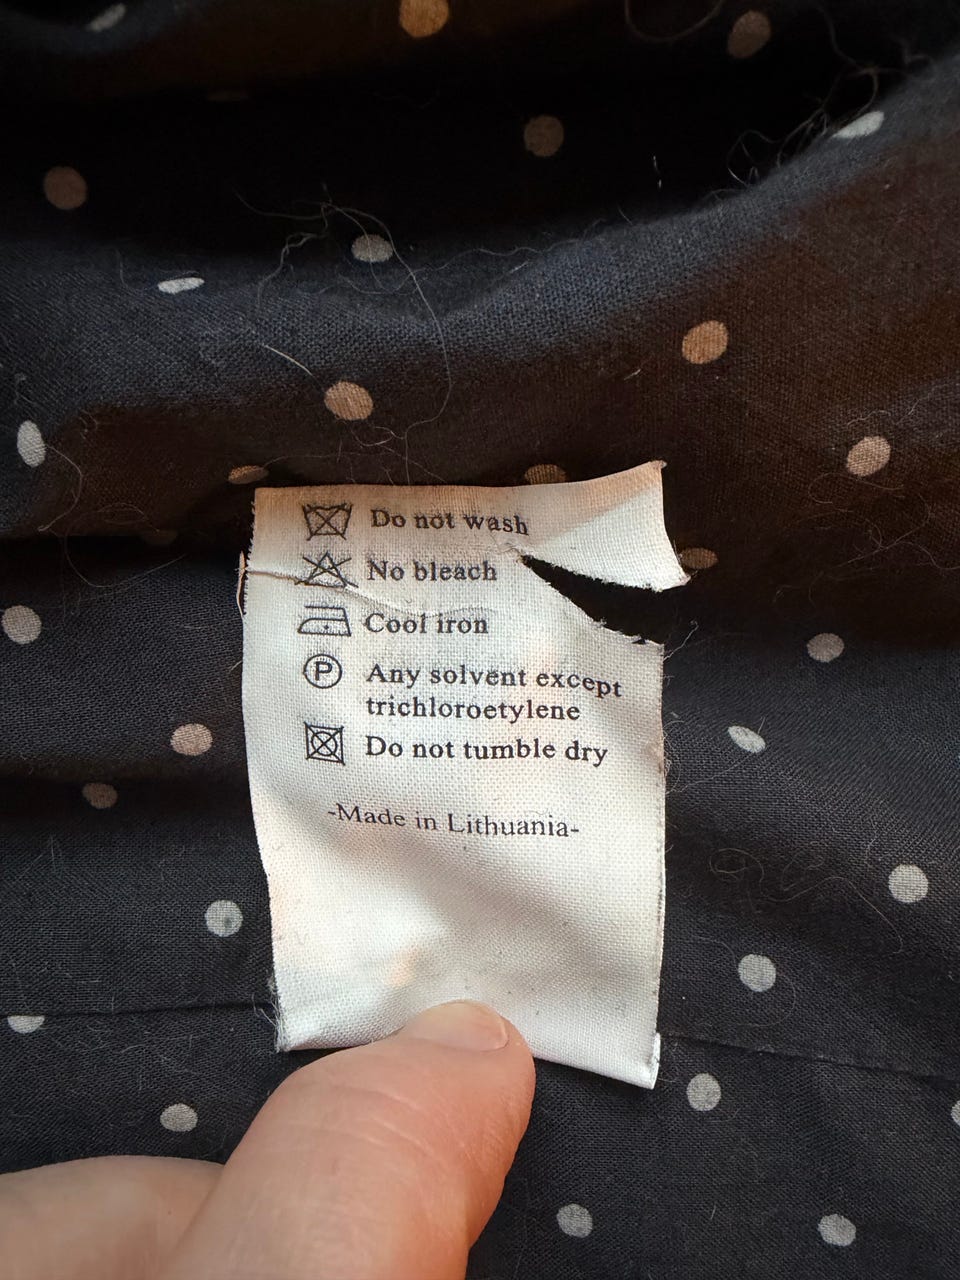 Do not wash
No bleach
Cool iron
P Any solvent except
trichloroetylene
Do not tumble dry
-Made in Lithuania-